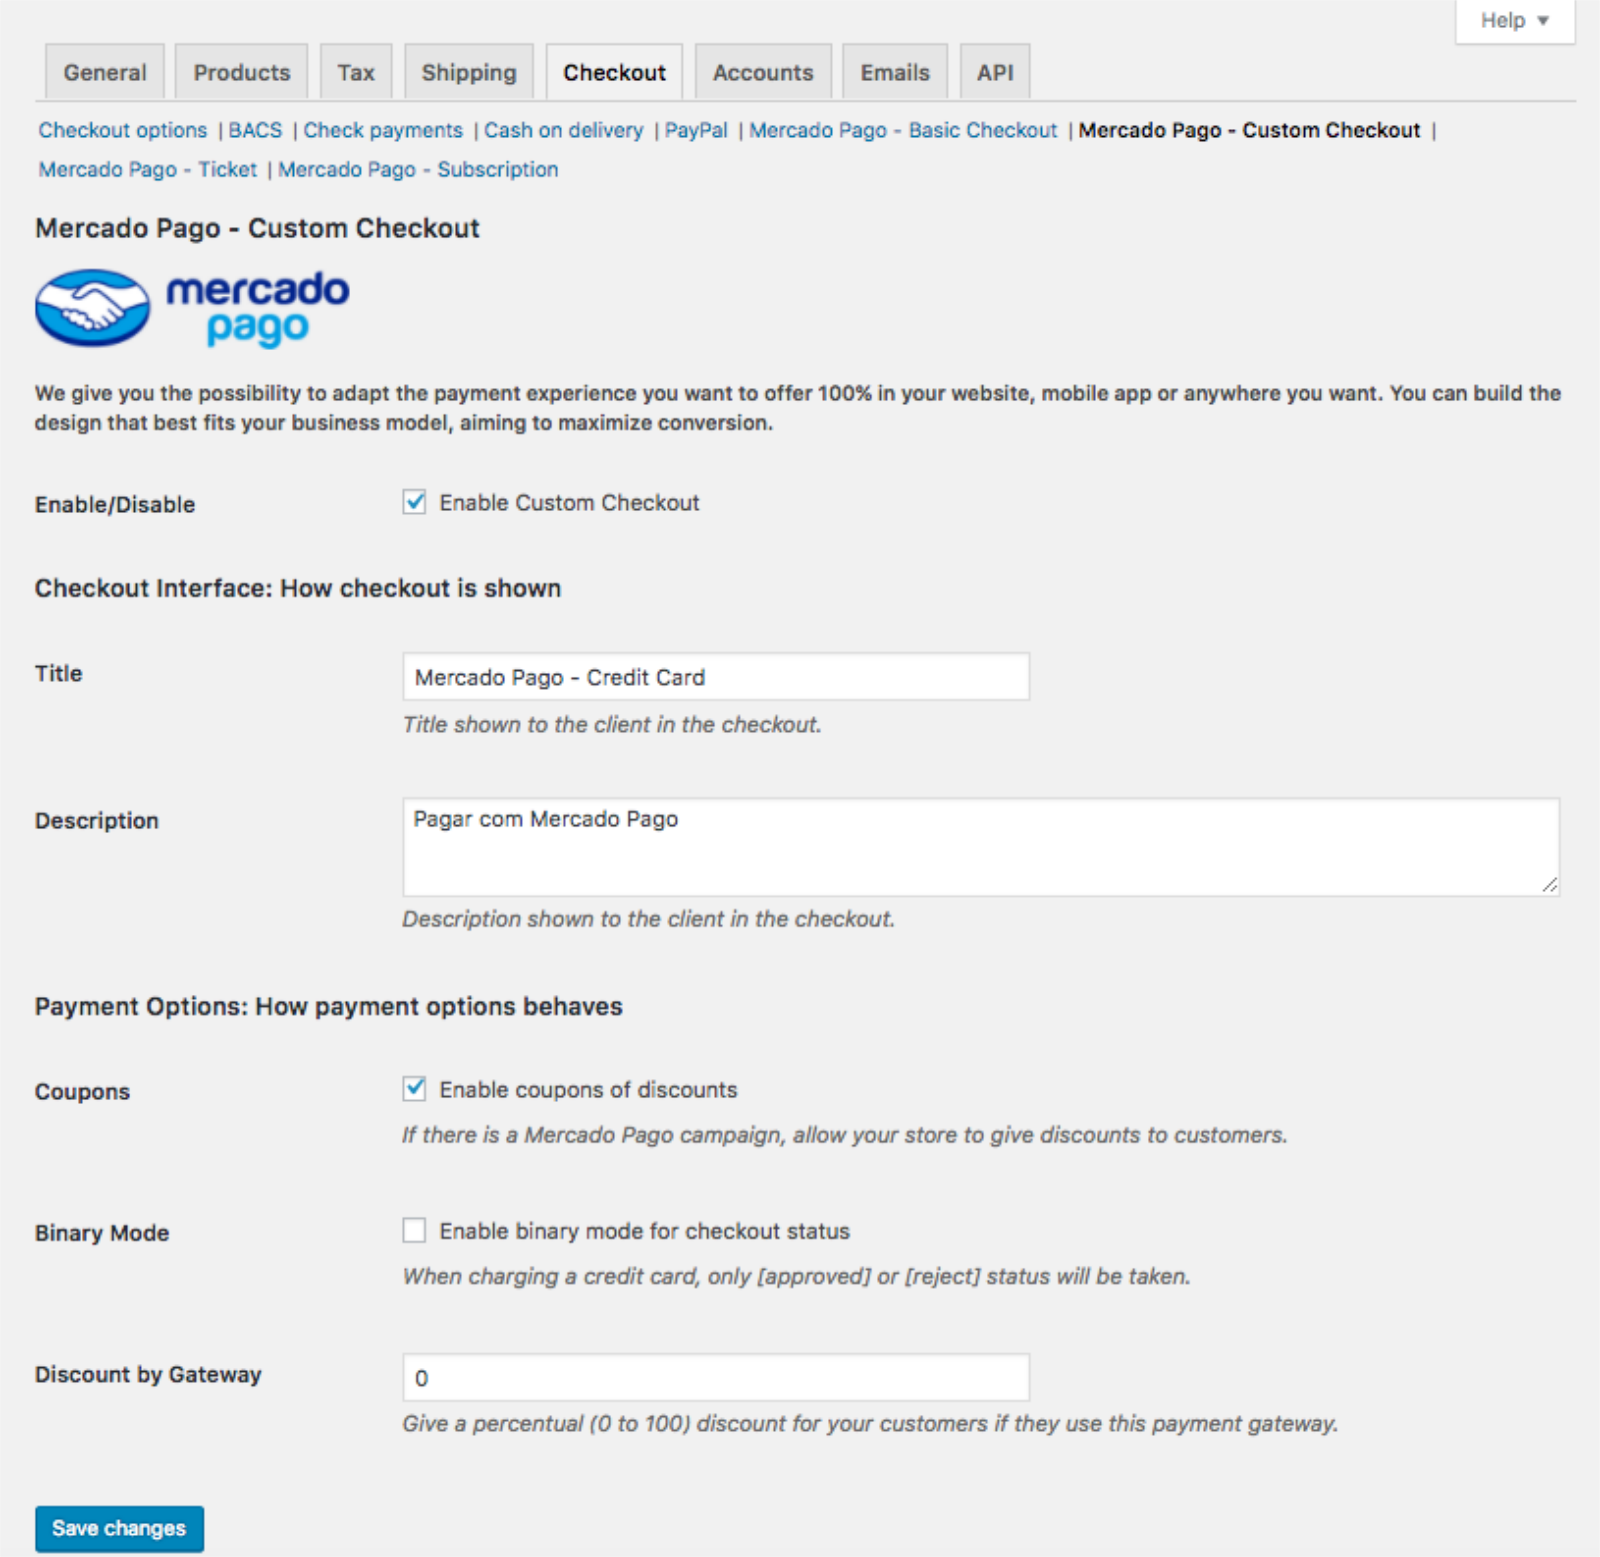 Help ▼
General Products Tax Shipping Checkout Accounts Emails API
Checkout options | BACS | Check payments | Cash on delivery | PayPal | Mercado Pago - Basic Checkout | Mercado Pago - Custom Checkout |
Mercado Pago - Ticket | Mercado Pago - Subscription
Mercado Pago - Custom Checkout
mercado
pago
We give you the possibility to adapt the payment experience you want to offer 100% in your website, mobile app or anywhere you want. You can build the
design that best fits your business model, aiming to maximize conversion.
Enable/Disable Enable Custom Checkout
Checkout Interface: How checkout is shown
Title Mercado Pago - Credit Card
Title shown to the client in the checkout.
Description Pagar com Mercado Pago
Description shown to the client in the checkout.
Payment Options: How payment options behaves
Coupons Enable coupons of discounts
If there is a Mercado Pago campaign, allow your store to give discounts to customers.
Binary Mode Enable binary mode for checkout status
When charging a credit card, only [approved] or [reject] status will be taken.
Discount by Gateway 0
Give a percentual (0 to 100) discount for your customers if they use this payment gateway.
Save changes